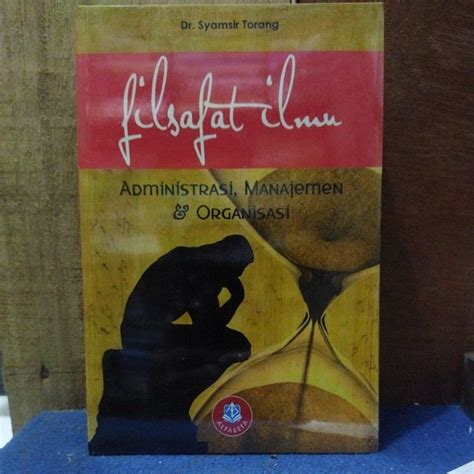 Dr. Syamsir Torang
filsafat ilmu
Administrasi, Manajemen
& Organisasi
ALFABETA